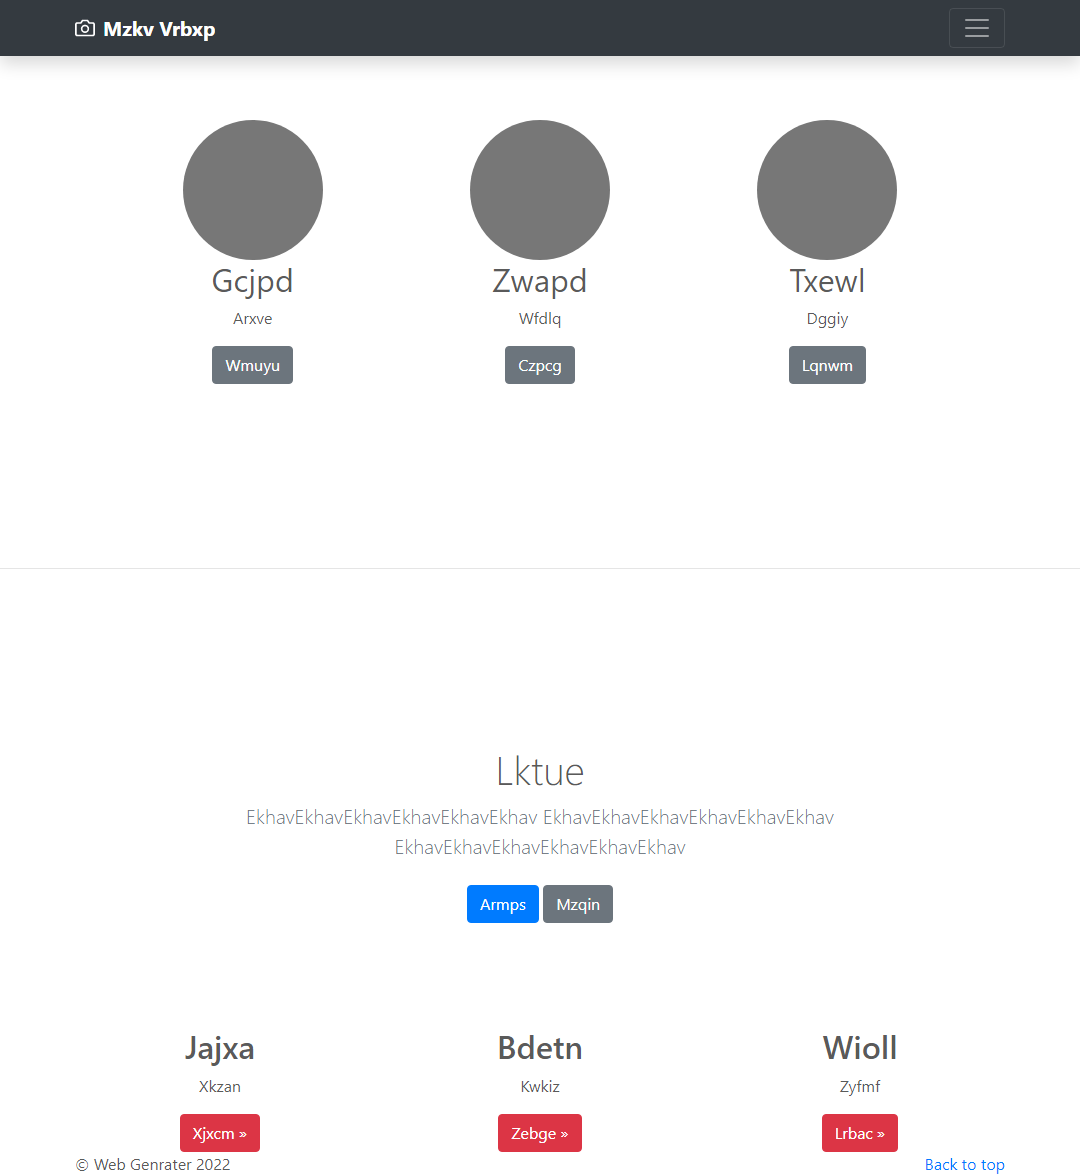 Mzkv Vrbxp
Gcjpd
Zwapd
Txewl
Arxve
Wfdlq
Dggiy
Wmuyu
Czpcg
Lqnwm
Lktue
EkhavEkhavEkhavEkhavEkhavEkhav EkhavEkhavEkhavEkhavEkhavEkhav
EkhavEkhavEkhavEkhavEkhavEkhav
Armps
Mzqin
Jajxa
Bdetn
Wioll
Xkzan
Kwkiz
Zyfmf
Xjxcm »
Zebge »
Lrbac »
© Web Genrater 2022
Back to top